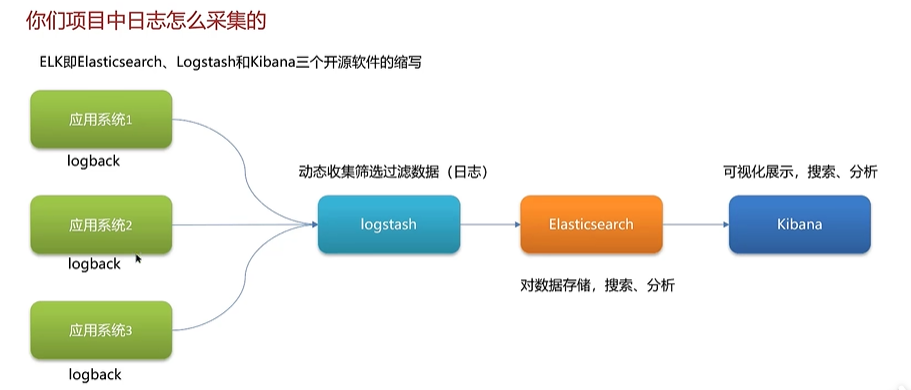 你们项目中日志怎么采集的
ELK即Elasticsearch、Logstash和Kibana三个开源软件的缩写
应用系统1
logback
动态收集筛选过滤数据（日志）
可视化展示，搜索、分析
应用系统2
logstash
Elasticsearch
Kibana
logback
对数据存储，搜索、分析
应用系统3
logback